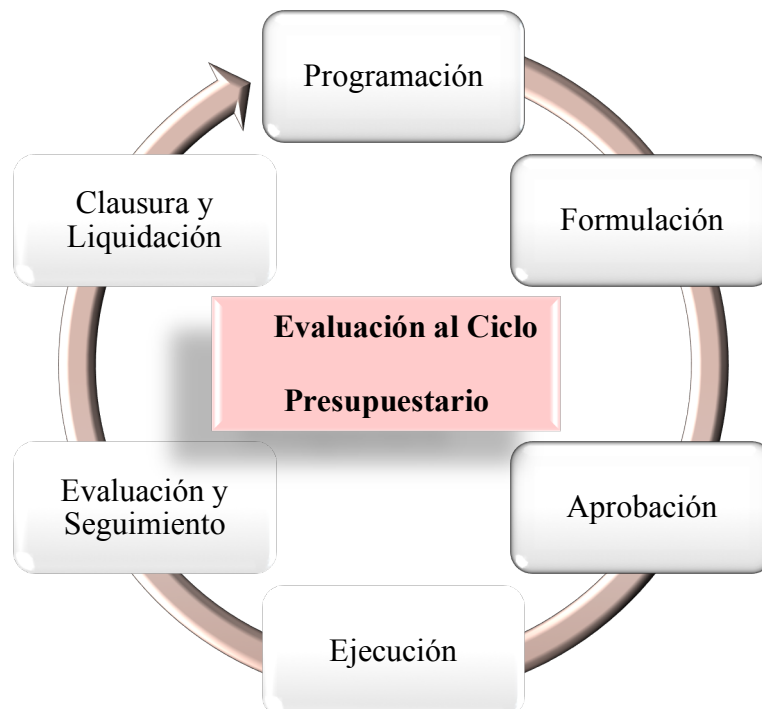 Programación
Formulación
Aprobación
Ejecución
Evaluación y
Seguimiento
Clausura y
Liquidación
Evaluación al Ciclo
Presupuestario